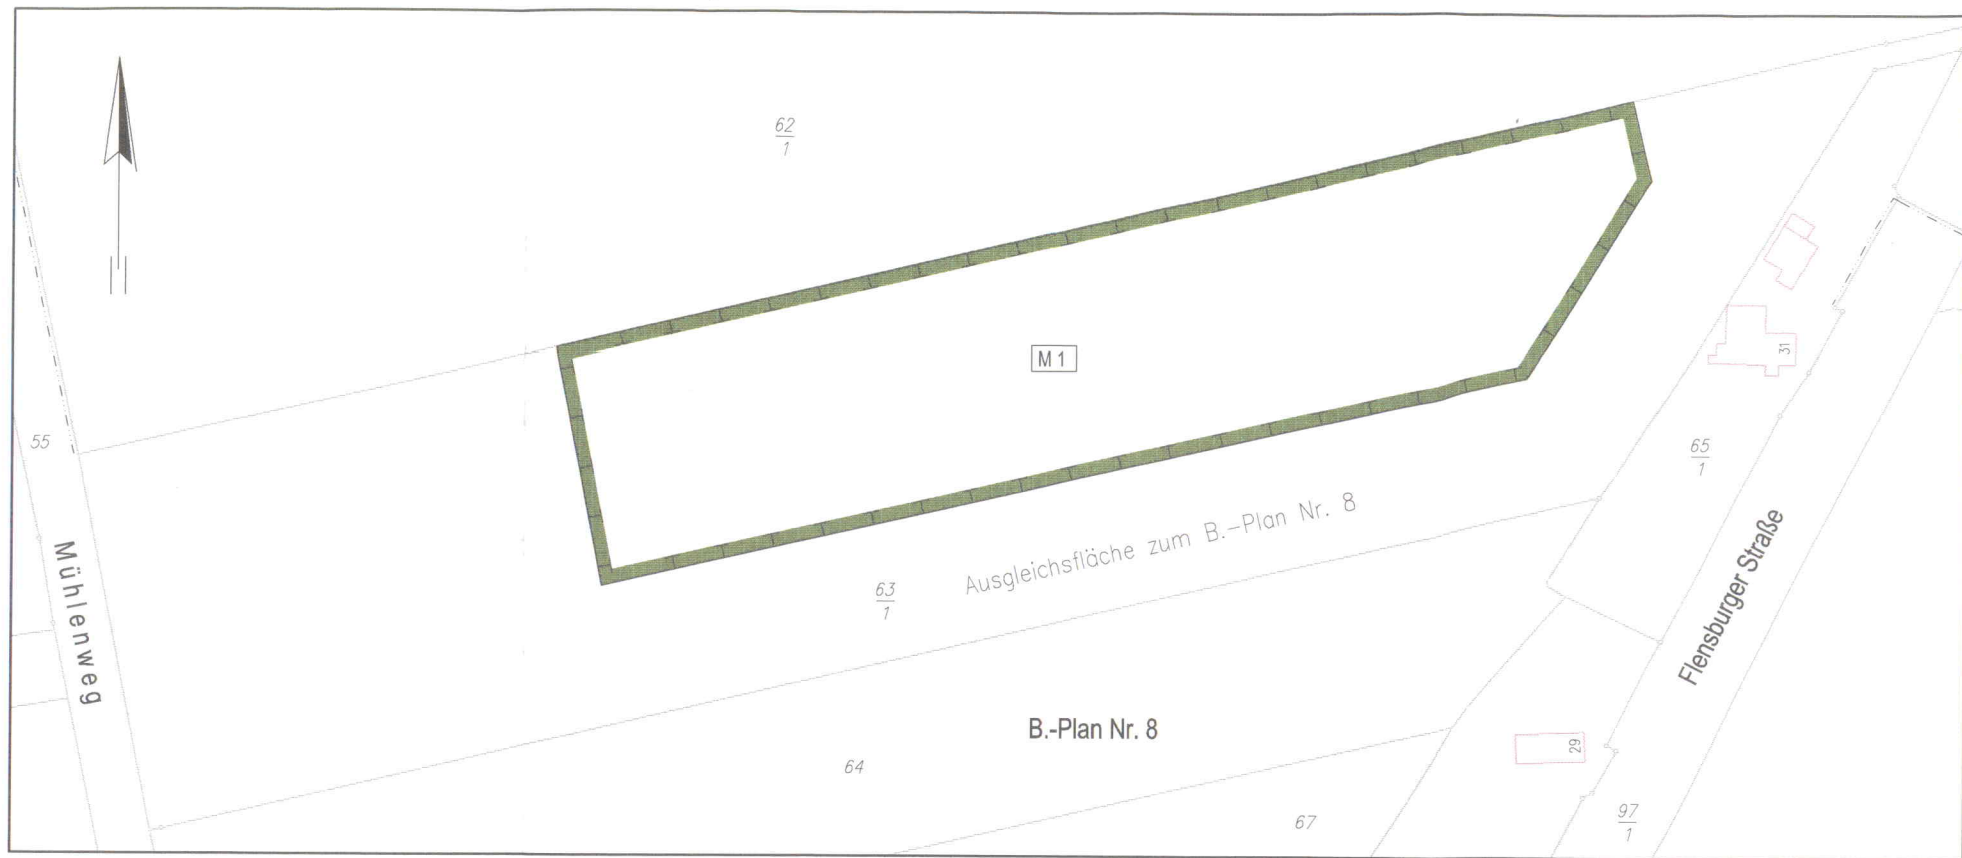 62
1
M 1
31
55
65
1
Mühlenweg
Ausgleichsfläche zum B.-Plan Nr. 8
63
1
Flensburger Straße
B.-Plan Nr. 8
29
64
67
97
1